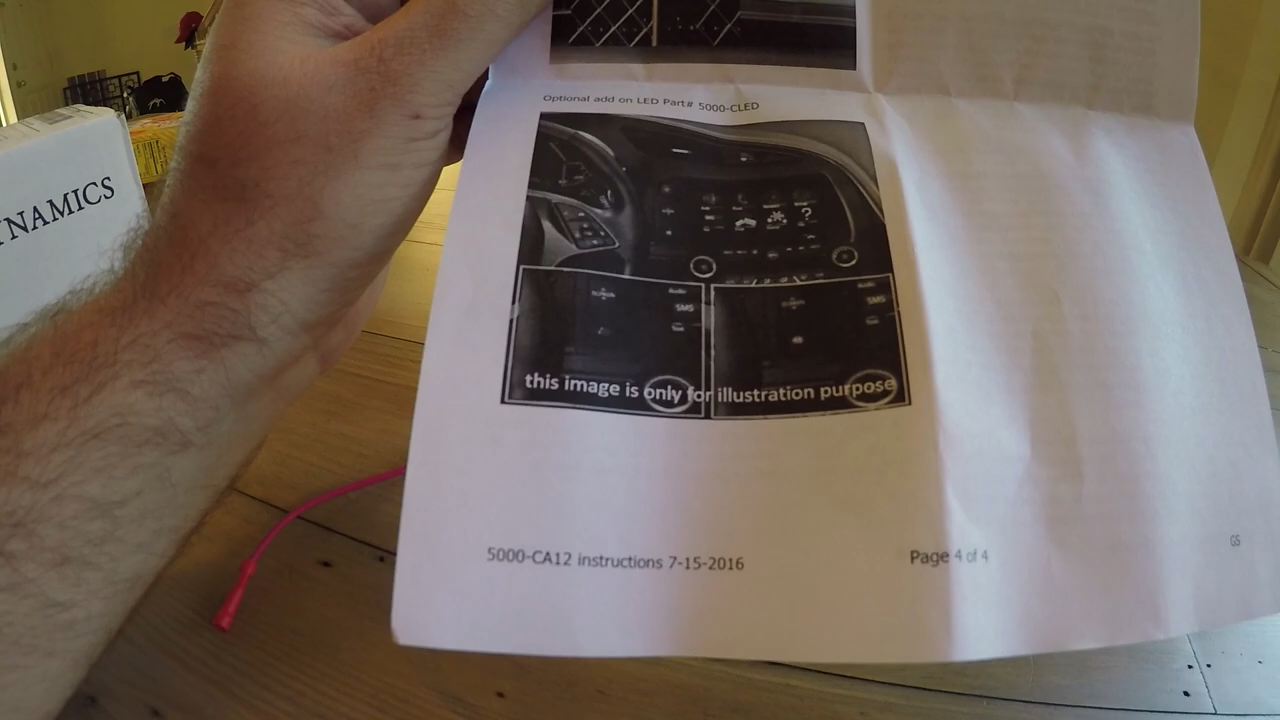 YNAMICS
Optional add on LED Part# 5000-CLED
?
SMS
SMS
this image is only for illustration purpose
5000-CA12 instructions 7-15-2016
Page 4 of 4
GS